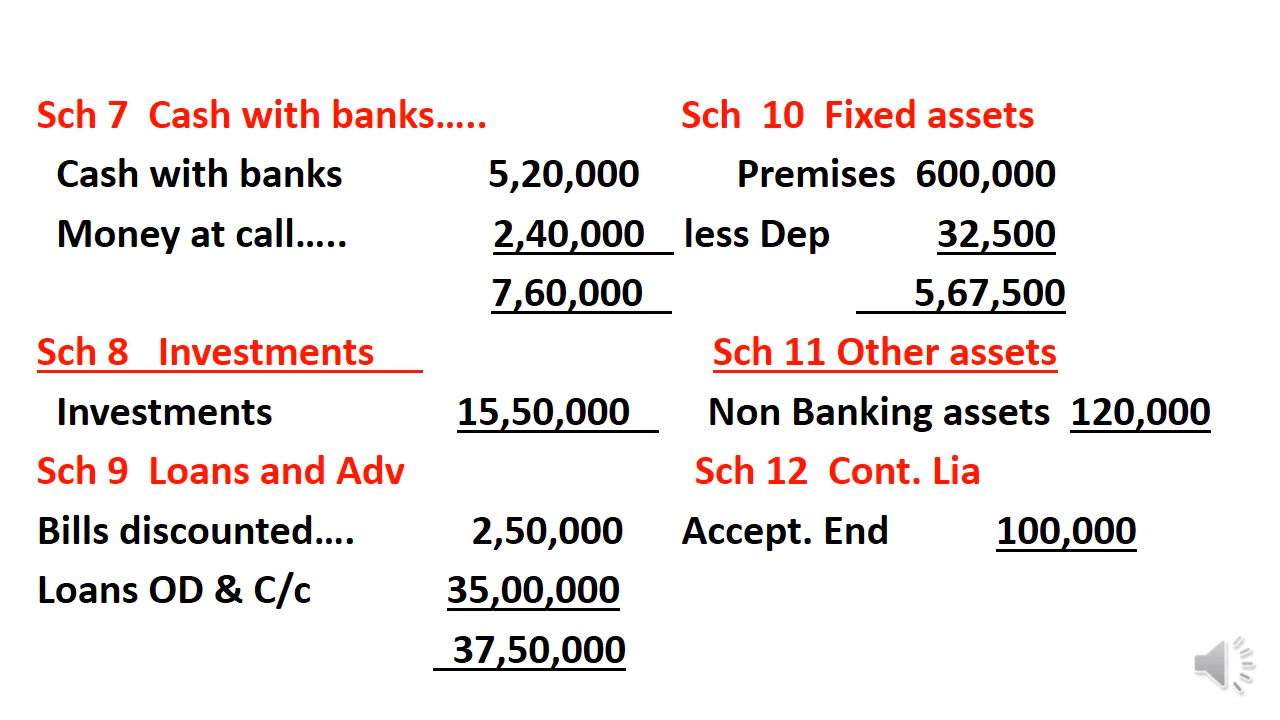 Sch 7 Cash with banks..... Sch 10 Fixed assets
Cash with banks 5,20,000 Premises 600,000
Money at call..... 2,40,000 less Dep 32,500
7,60,000 5,67,500
Sch 8 Investments Sch 11 Other assets
Investments 15,50,000 Non Banking assets 120,000
Sch 9 Loans and Adv Sch 12 Cont. Lia
Bills discounted.... 2,50,000 Accept. End 100,000
Loans OD & C/c 35,00,000
37,50,000